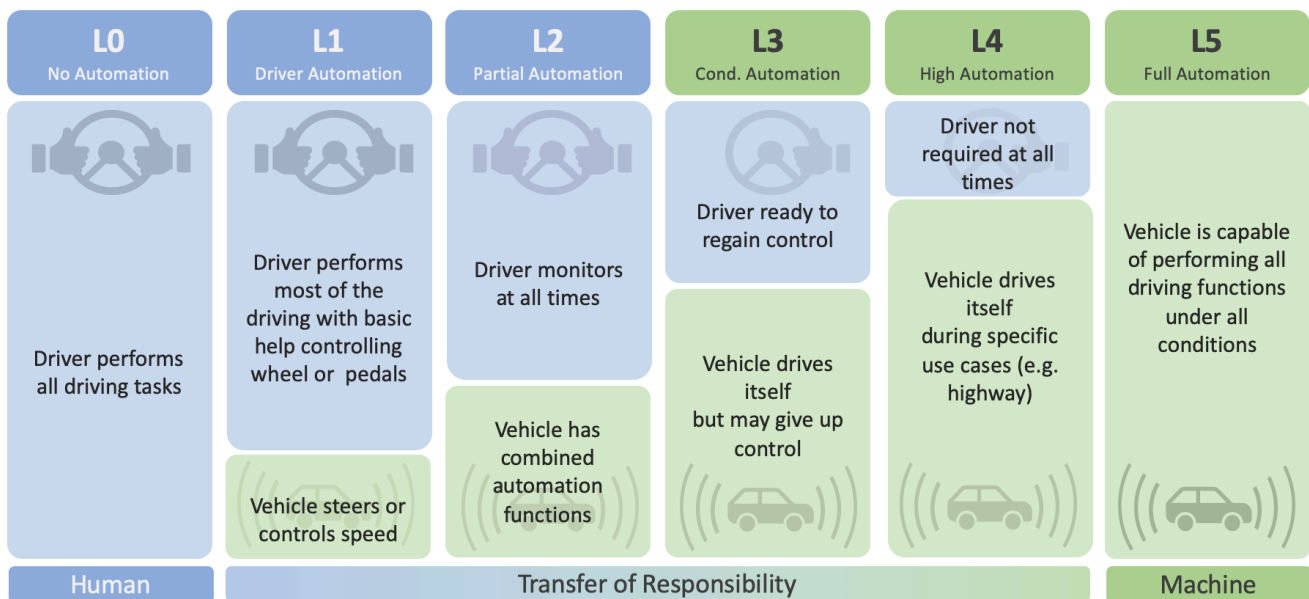 L0
No Automation
L1
Driver Automation
L2
Partial Automation
L3
Cond. Automation
L4
High Automation
L5
Full Automation
Driver performs
all driving tasks
Driver performs
most of the
driving with basic
help controlling
wheel or pedals
Vehicle steers or
controls speed
Driver monitors
at all times
Vehicle has
combined
automation
functions
Driver ready to
regain control
Vehicle drives
itself
but may give up
control
Driver not
required at all
times
Vehicle drives
itself
during specific
use cases (e.g.
highway)
Vehicle is capable
of performing all
driving functions
under all
conditions
Human
Transfer of Responsibility
Machine